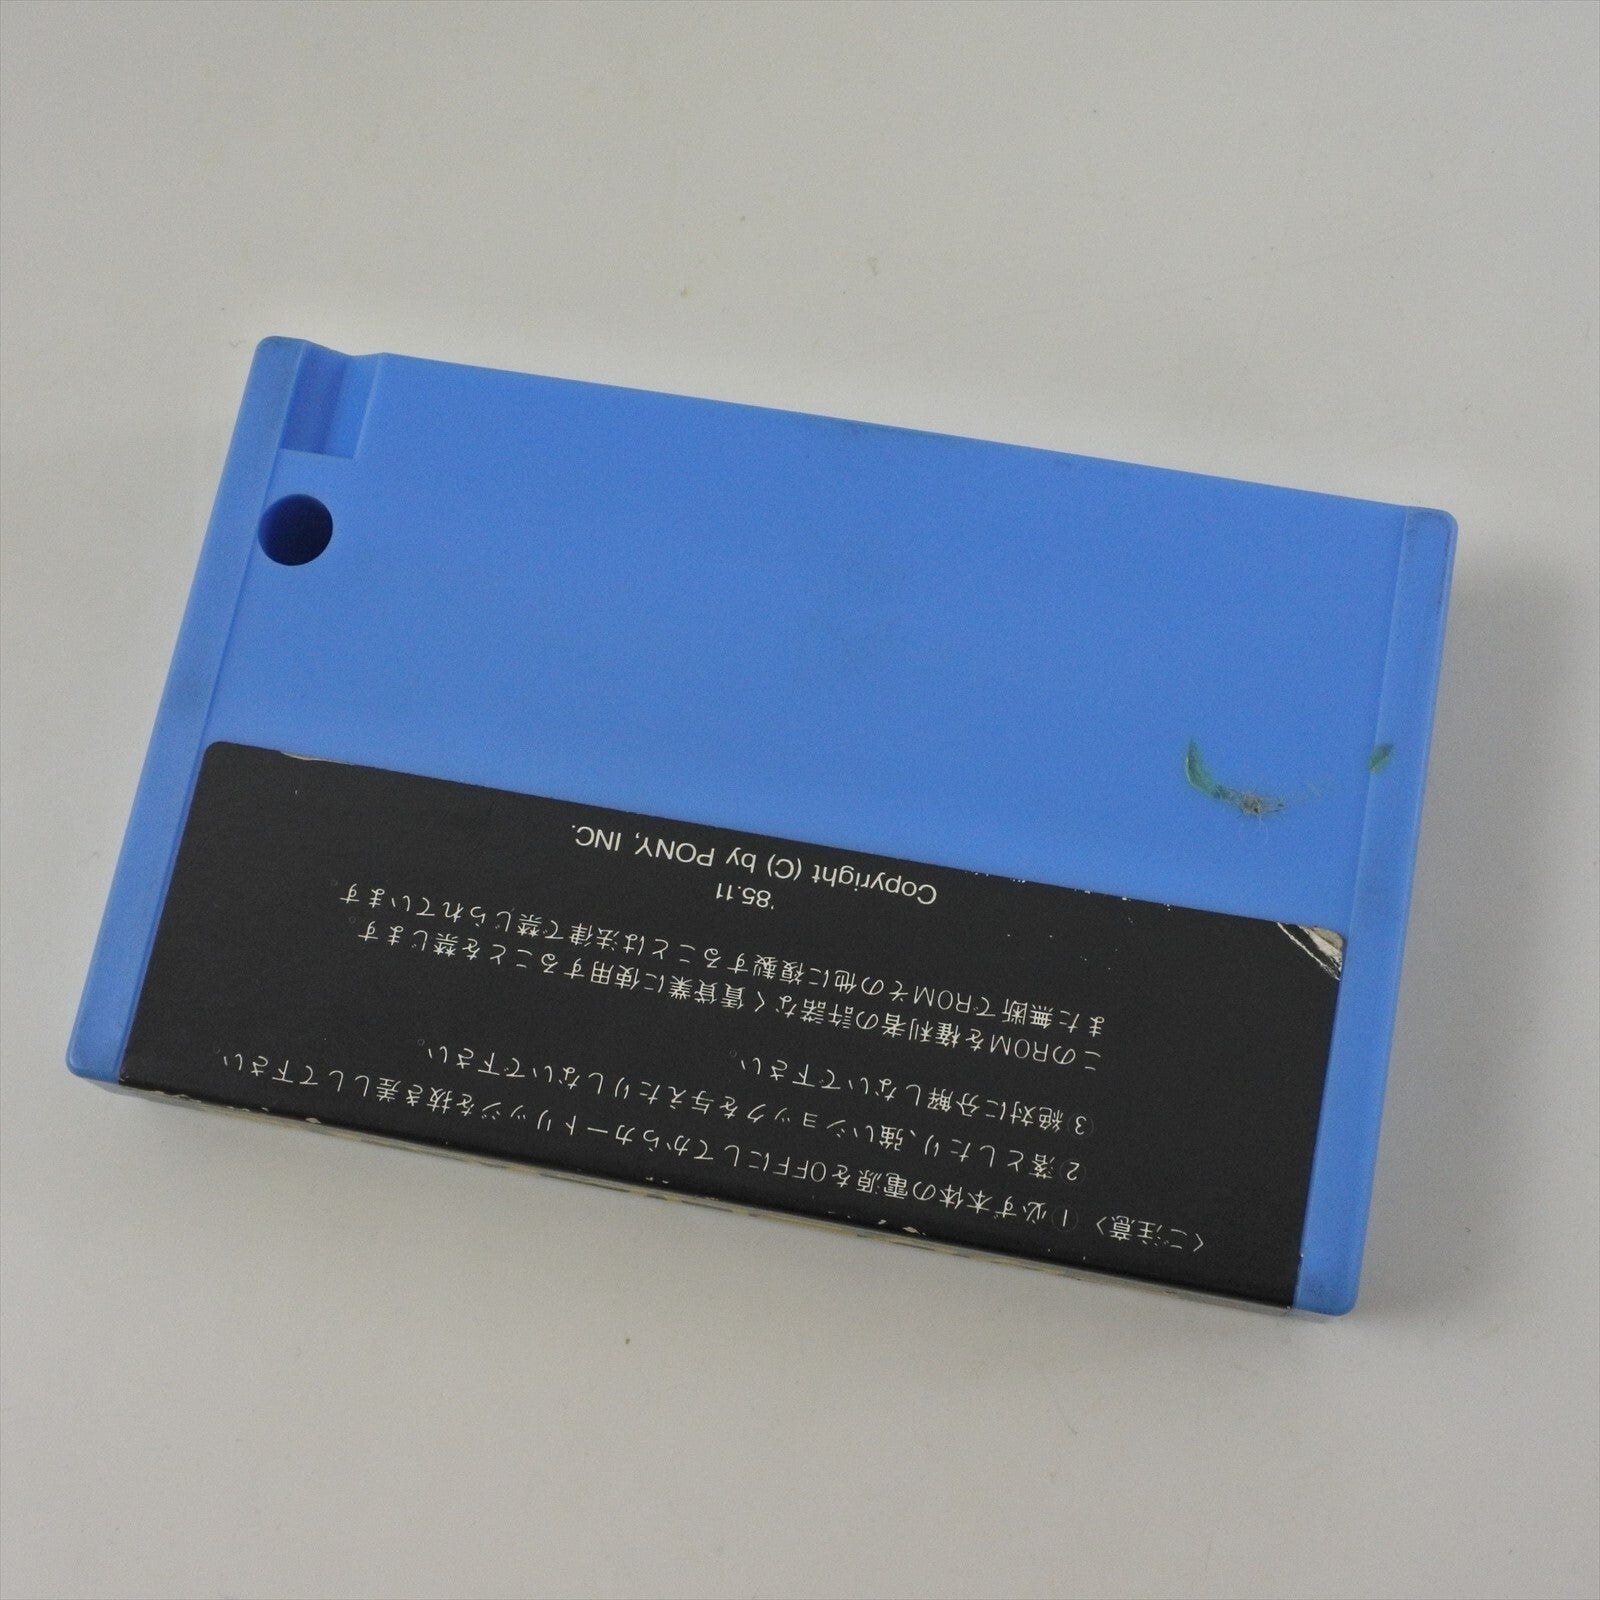 〈ご注意〉 ①必ず本体の電源をOFFにしてからカートリッジを抜き差しして下さい。
②落としたり、強いショックを与えたりしないで下さい。
③絶対に分解しないで下さい。
このROMを権利者の許諾なく賃貸業に使用することを禁じます。
また無断でROMその他に複製することは法律で禁じられています。
'85.11
Copyright (C) by PONY, INC.